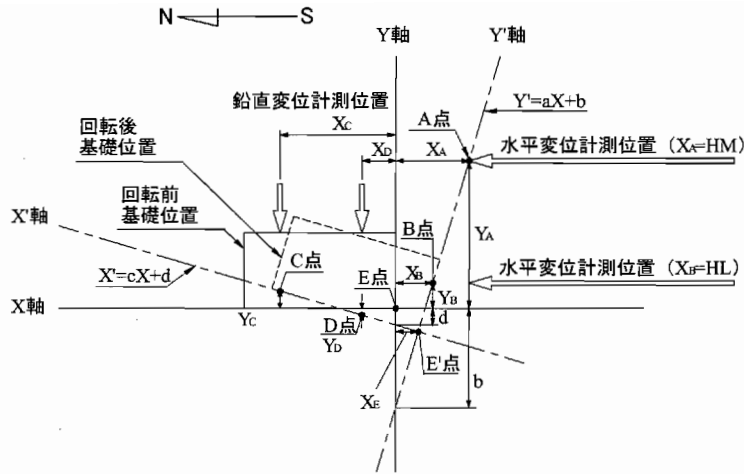 N S
Y軸
Y'軸
鉛直変位計測位置
Y'=aX+b
A点
回転後
基礎位置
XC
XD
XA
水平変位計測位置（XA=HM）
回転前
基礎位置
X'軸
B点
YA
X'=cX+d
C点
E点
XB
水平変位計測位置（XB=HL）
X軸
YC
YB
D点
YD
d
E'点
b
XE